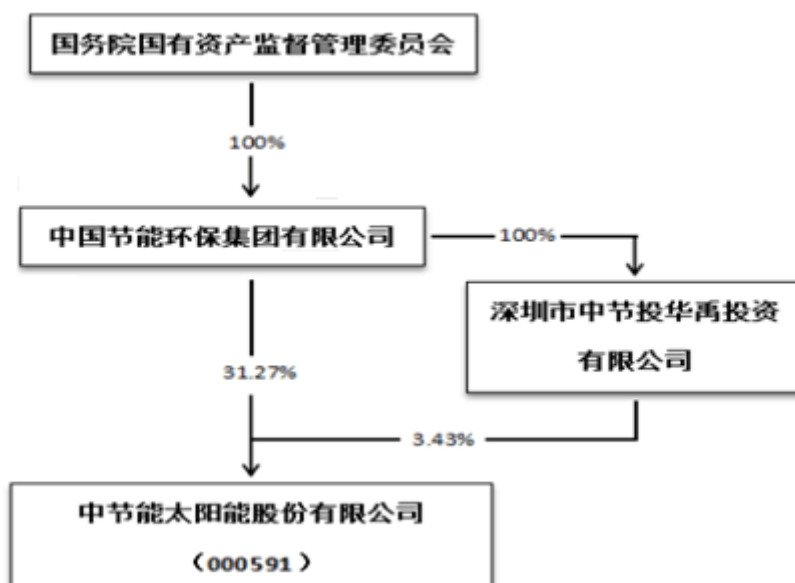 国务院国有资产监督管理委员会
100%
中国节能环保集团有限公司
100%
深圳市中节投华禹投资
有限公司
31.27%
3.43%
中节能太阳能股份有限公司
（000591）